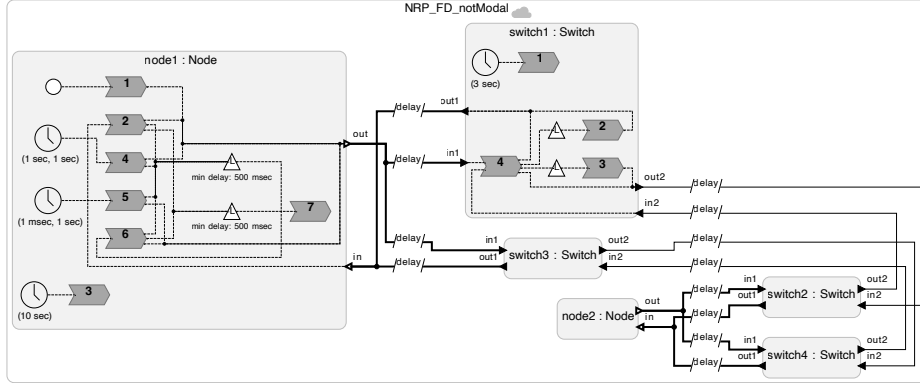 NRP_FD_notModal
node1 : Node
1
2
(1 sec, 1 sec)
4
min delay: 500 msec
5
(1 msec, 1 sec)
min delay: 500 msec
7
6
3
(10 sec)
out
in
delay
delay
delay
delay
switch1 : Switch
1
(3 sec)
out1
in1
L
2
4
L
3
out2
in2
delay
delay
delay
delay
in1
out1
switch3 : Switch
out2
in2
node2 : Node
out
in
delay
delay
delay
delay
in1
out1
switch2 : Switch
out2
in2
in1
out1
switch4 : Switch
out2
in2
L
L